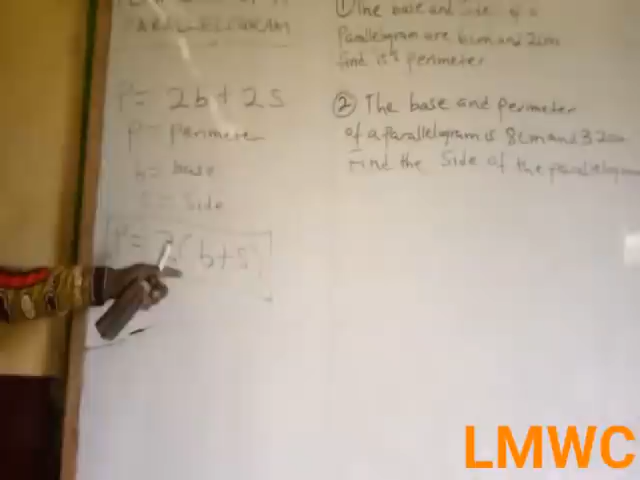 PARALLELOGRAM
P = 2b + 2s
P = perimeter
b = base
s = side
P = 2(b+s)
① The base and side of a
Parallelogram are 6cm and 2cm
find its perimeter
② The base and perimeter
of a parallelogram is 8cm and 32cm
Find the side of the parallelogram
LMWC